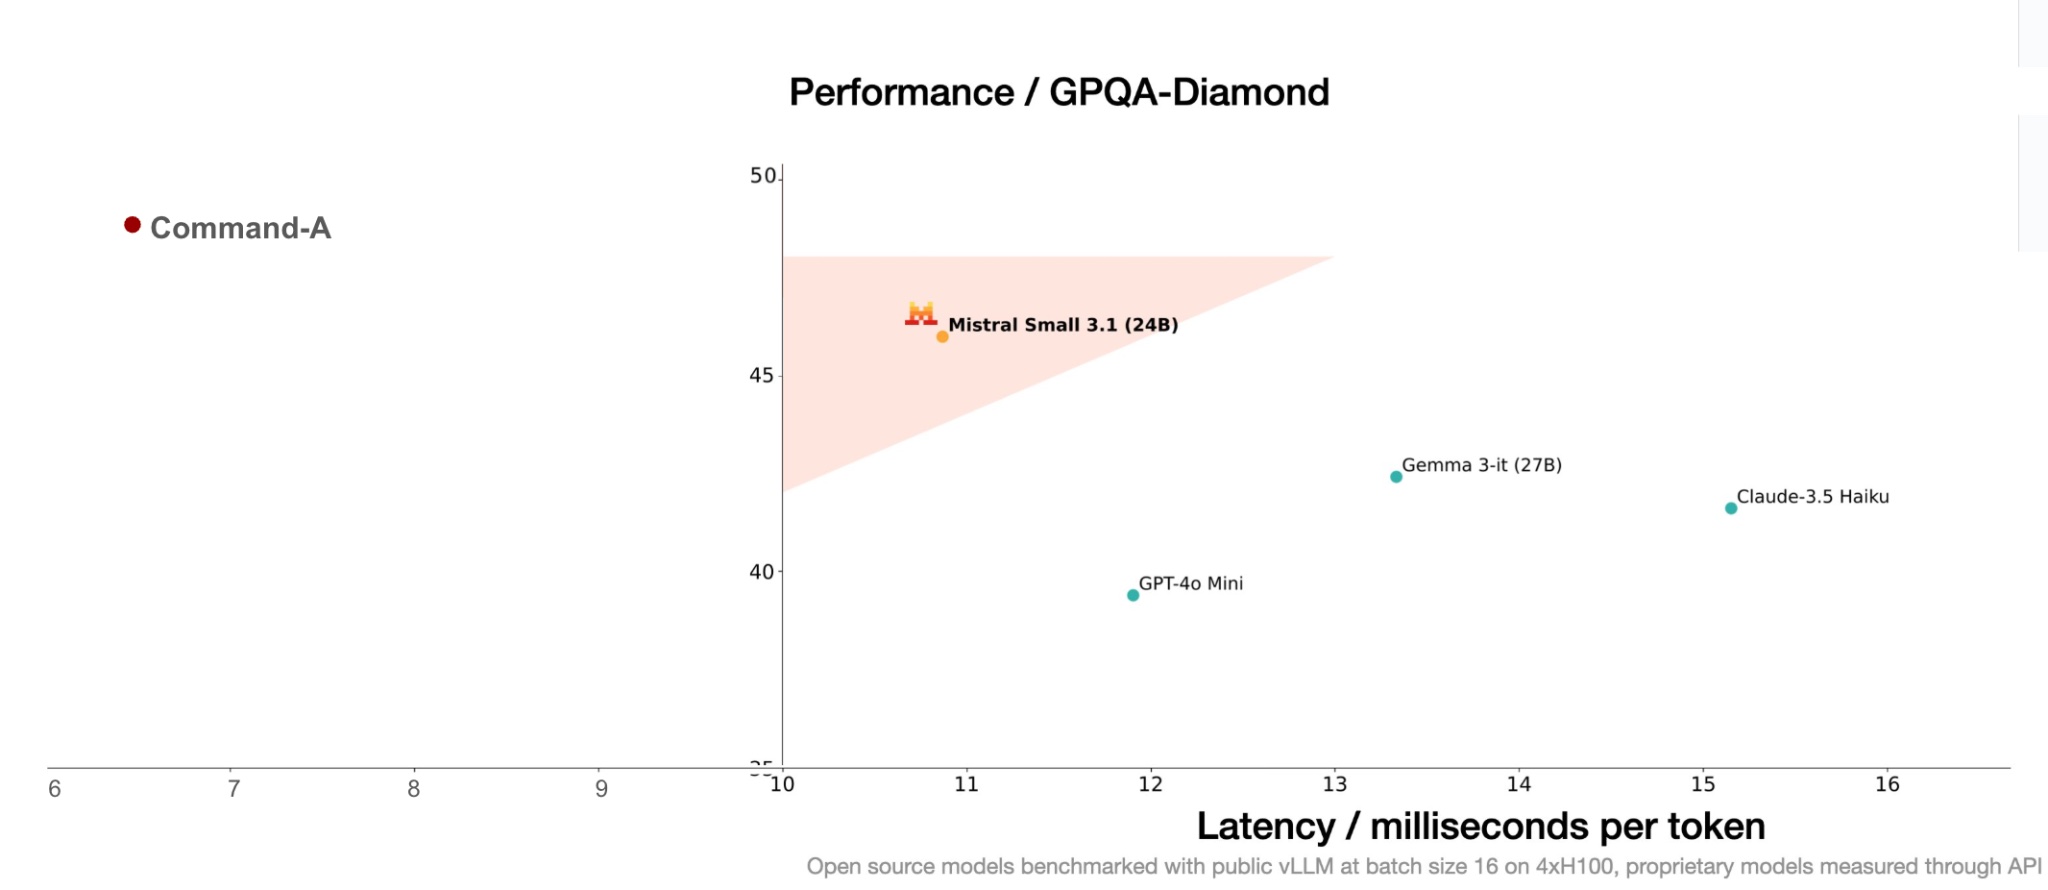 Performance / GPQA-Diamond
50
Command-A
Mistral Small 3.1 (24B)
45
Gemma 3-it (27B)
Claude-3.5 Haiku
40
GPT-4o Mini
6 7 8 9 10 11 12 13 14 15 16
Latency / milliseconds per token
Open source models benchmarked with public vLLM at batch size 16 on 4xH100, proprietary models measured through API